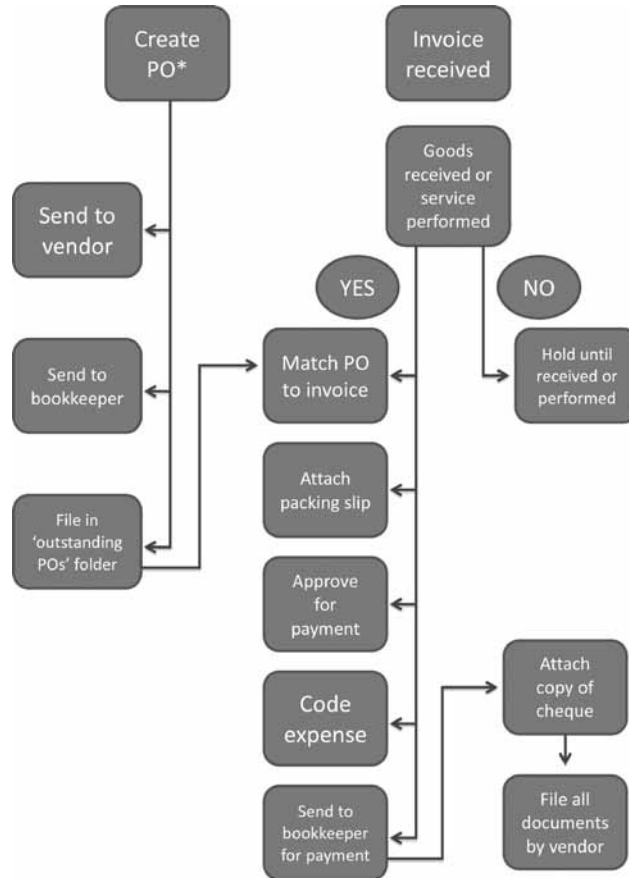 Create
PO*
Send to
vendor
Send to
bookkeeper
File in
‘outstanding
POs’ folder
Invoice
received
Goods
received or
service
performed
YES
NO
Match PO
to invoice
Hold until
received or
performed
Attach
packing slip
Approve
for
payment
Code
expense
Send to
bookkeeper
for payment
Attach
copy of
cheque
File all
documents
by vendor